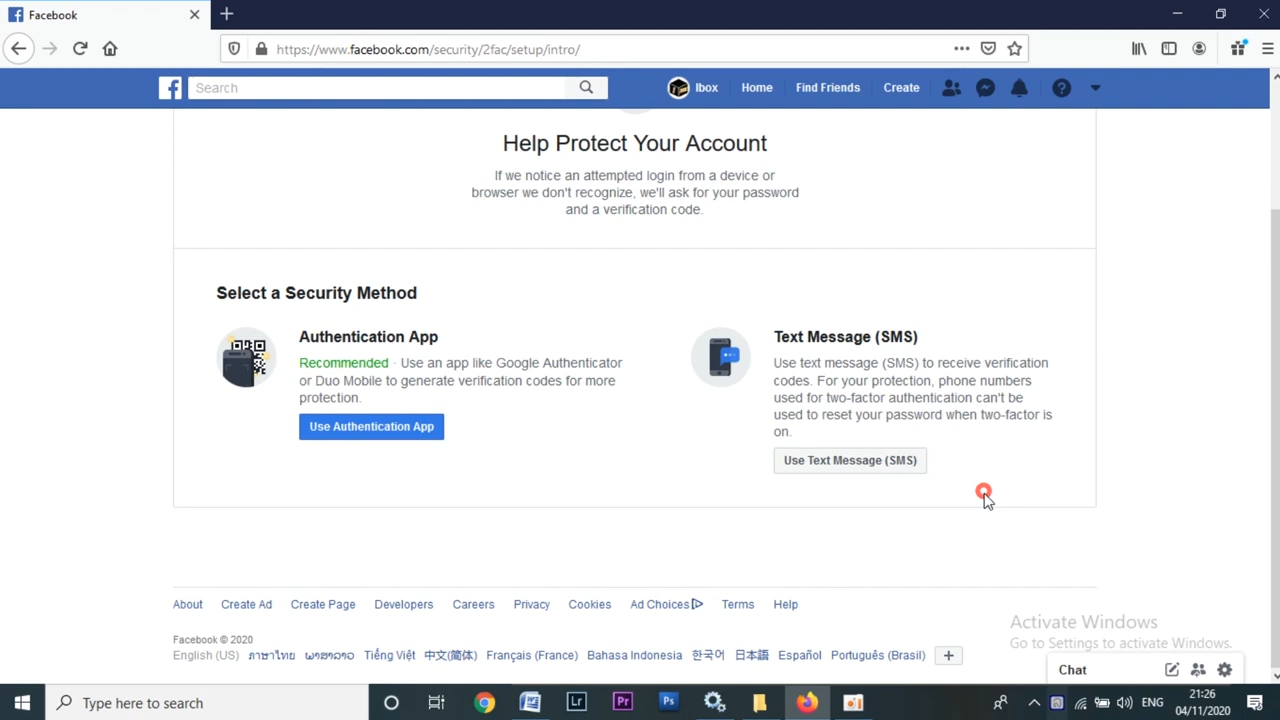 Facebook
https://www.facebook.com/security/2fac/setup/intro/
Search
Ibox
Home
Find Friends
Create
Help Protect Your Account
If we notice an attempted login from a device or
browser we don't recognize, we'll ask for your password
and a verification code.
Select a Security Method
Authentication App
Recommended · Use an app like Google Authenticator
or Duo Mobile to generate verification codes for more
protection.
Use Authentication App
Text Message (SMS)
Use text message (SMS) to receive verification
codes. For your protection, phone numbers
used for two-factor authentication can't be
used to reset your password when two-factor is
on.
Use Text Message (SMS)
About Create Ad Create Page Developers Careers Privacy Cookies Ad Choices Terms Help
Facebook © 2020
English (US) ภาษาไทย ພາສາລາວ Tiếng Việt 中文(简体) Français (France) Bahasa Indonesia 한국어 日本語 Español Português (Brasil)
Activate Windows
Go to Settings to activate Windows.
Chat
Type here to search
Lr
Pr
Ps
ENG
21:26
04/11/2020